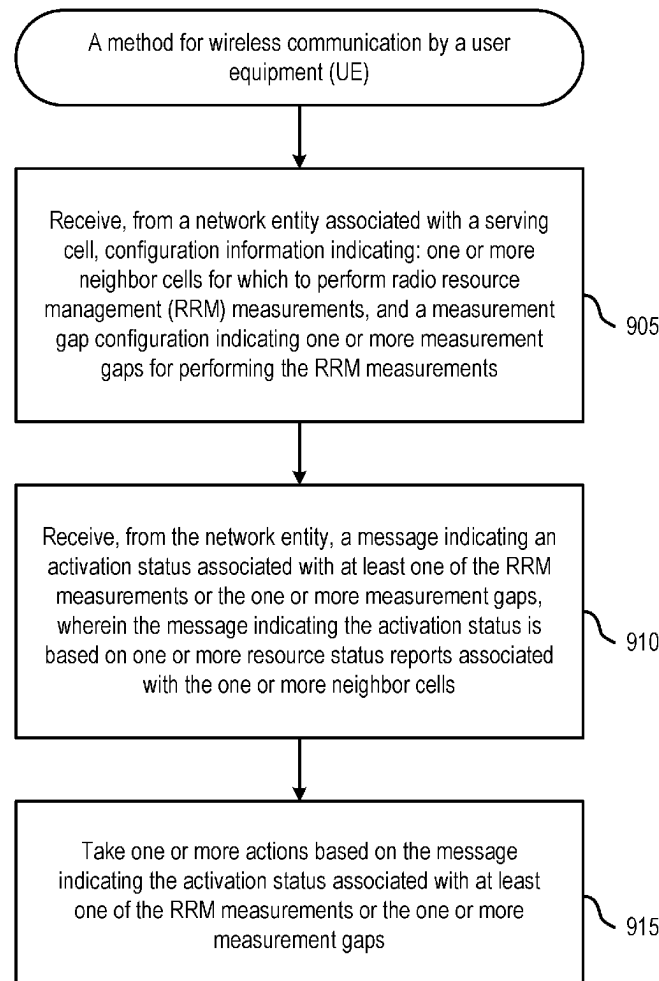 A method for wireless communication by a user
equipment (UE)
Receive, from a network entity associated with a serving
cell, configuration information indicating: one or more
neighbor cells for which to perform radio resource
management (RRM) measurements, and a measurement
gap configuration indicating one or more measurement
gaps for performing the RRM measurements
905
Receive, from the network entity, a message indicating an
activation status associated with at least one of the RRM
measurements or the one or more measurement gaps,
wherein the message indicating the activation status is
based on one or more resource status reports associated
with the one or more neighbor cells
910
Take one or more actions based on the message
indicating the activation status associated with at least
one of the RRM measurements or the one or more
measurement gaps
915